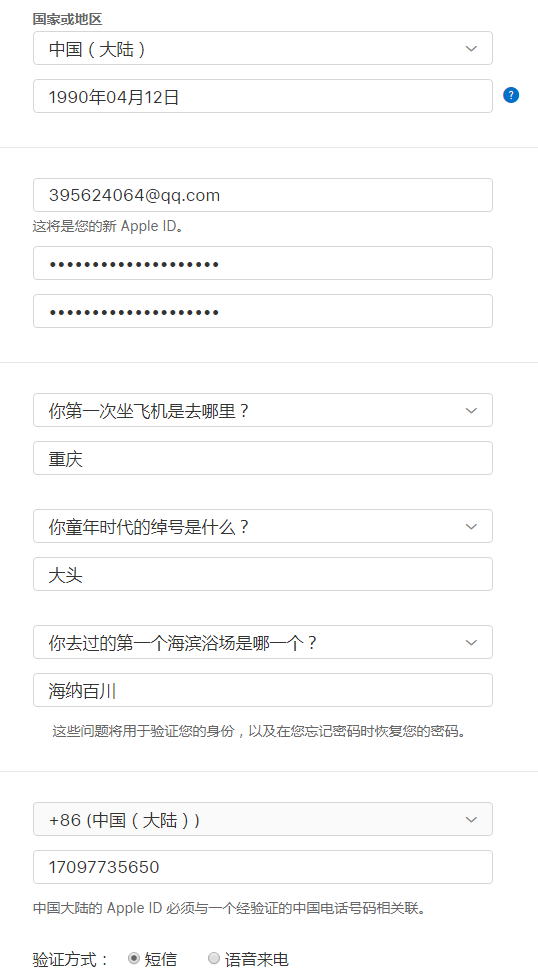 国家或地区
中国（大陆）
1990年04月12日
?
395624064@qq.com
这将是您的新 Apple ID。
••••••••••••••••••••
••••••••••••••••••••
你第一次坐飞机是去哪里？
重庆
你童年时代的绰号是什么？
大头
你去过的第一个海滨浴场是哪一个？
海纳百川
这些问题将用于验证您的身份，以及在您忘记密码时恢复您的密码。
+86 (中国（大陆）)
17097735650
中国大陆的 Apple ID 必须与一个经验证的中国电话号码相关联。
验证方式： 短信 语音来电